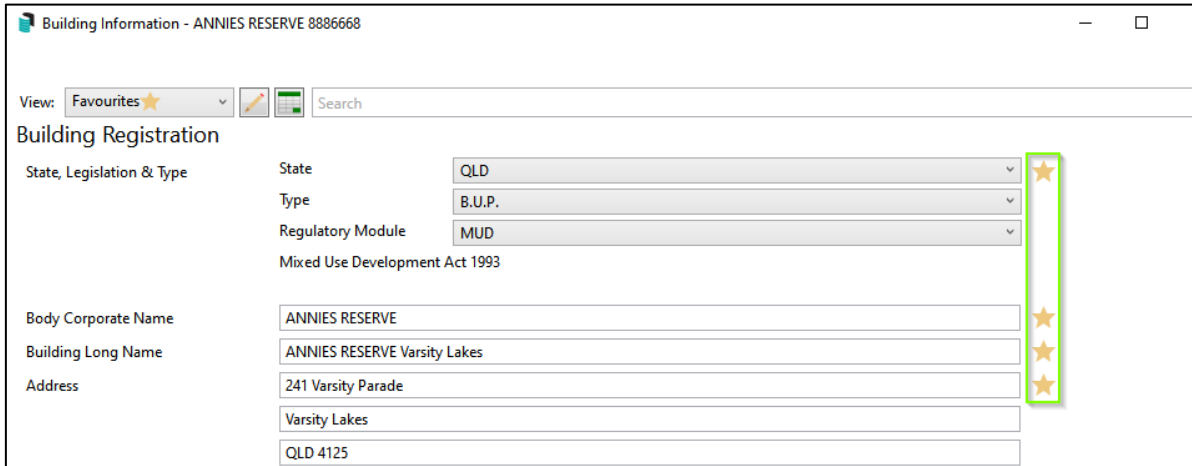 Building Information - ANNIES RESERVE 8886668
View: Favourites Search
Building Registration
State, Legislation & Type State QLD
Type B.U.P.
Regulatory Module MUD
Mixed Use Development Act 1993
Body Corporate Name ANNIES RESERVE
Building Long Name ANNIES RESERVE Varsity Lakes
Address 241 Varsity Parade
Varsity Lakes
QLD 4125